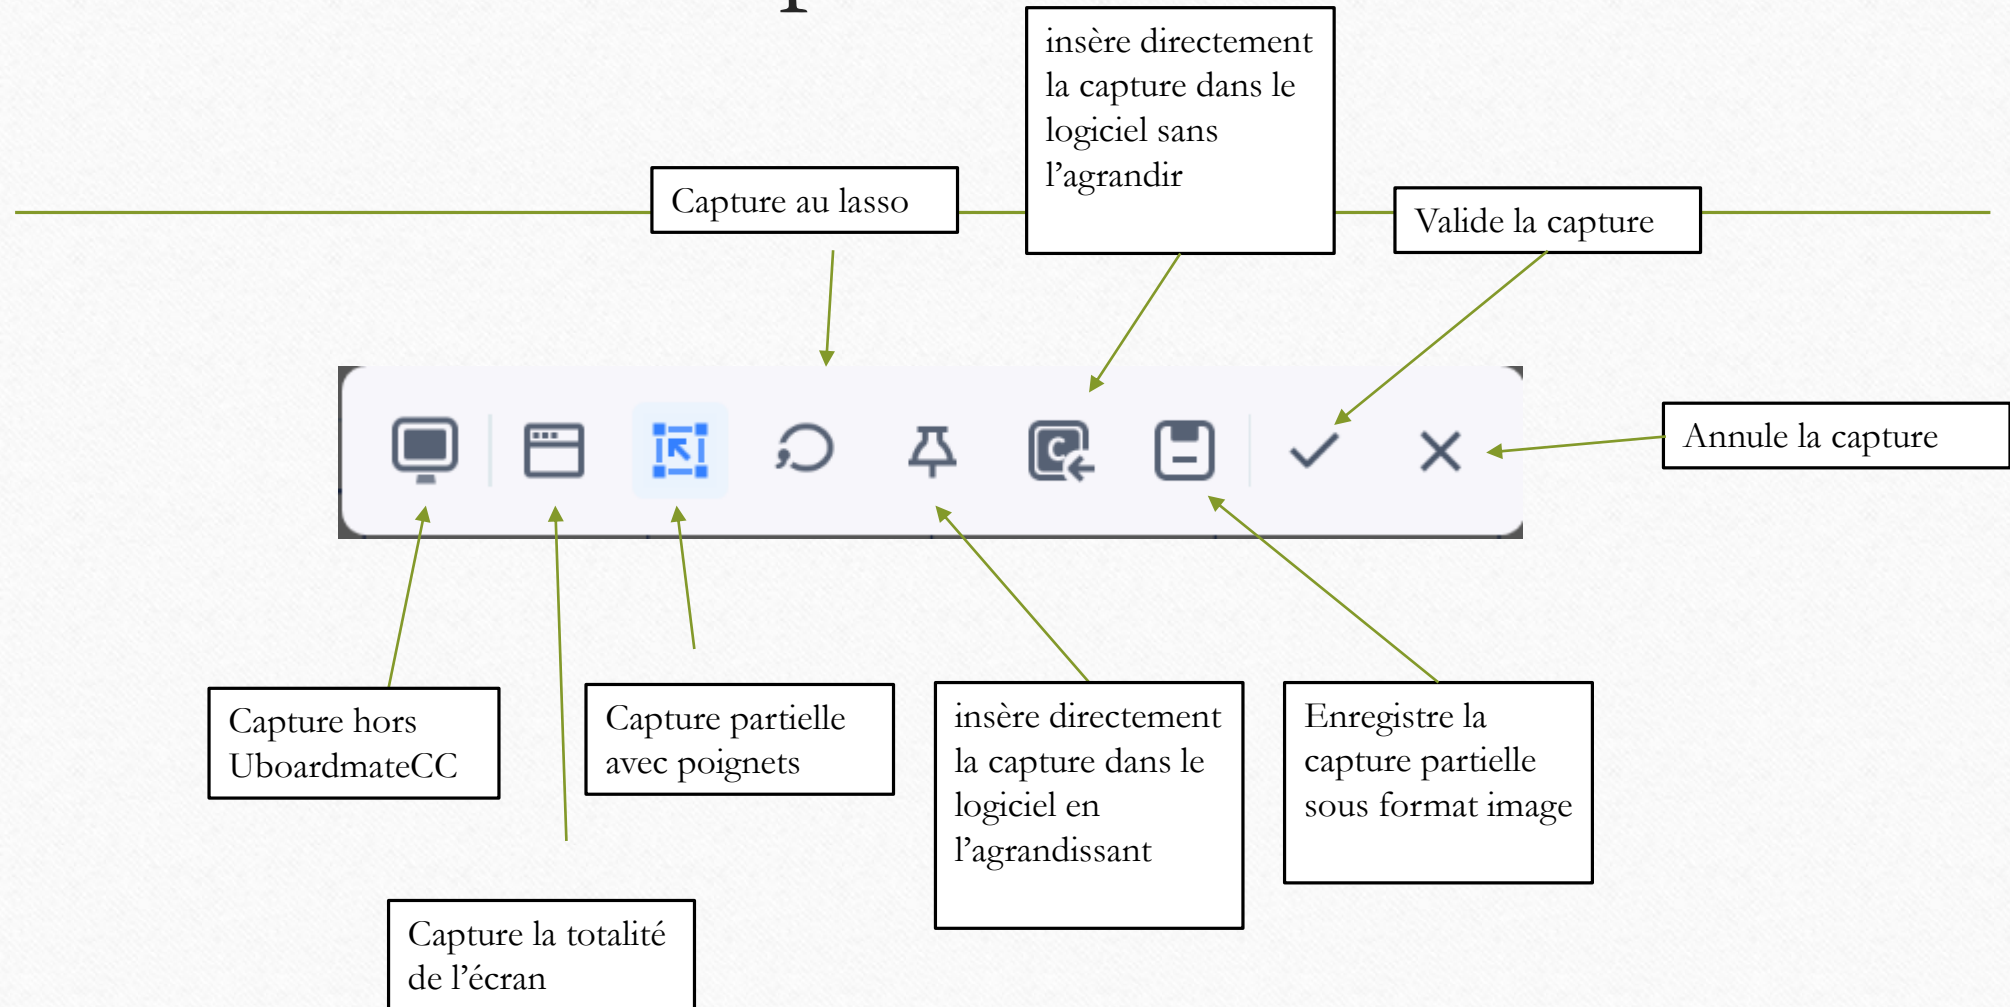 insère directement
la capture dans le
logiciel sans
l’agrandir
Capture au lasso
Valide la capture
Annule la capture
Capture hors
UboardmateCC
Capture partielle
avec poignets
insère directement
la capture dans le
logiciel en
l’agrandissant
Enregistre la
capture partielle
sous format image
Capture la totalité
de l’écran